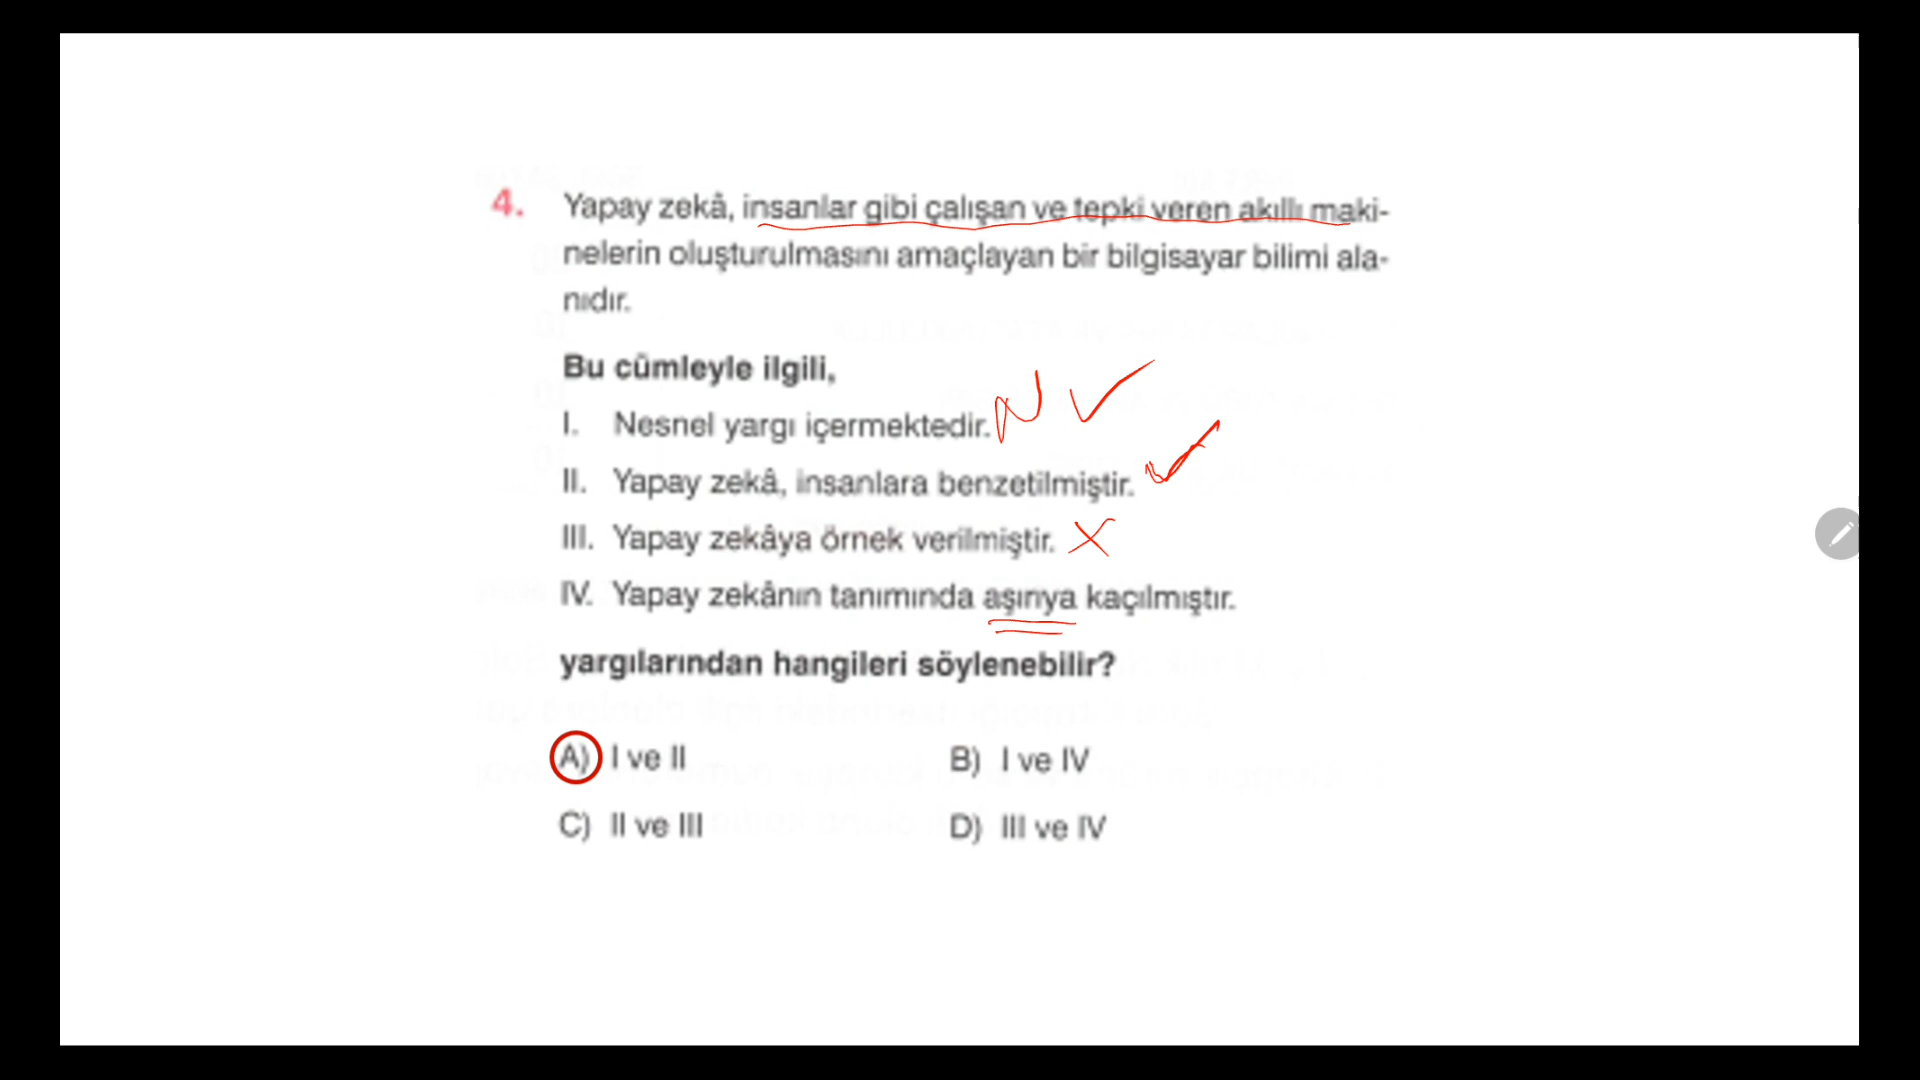 4. Yapay zekâ, insanlar gibi çalışan ve tepki veren akıllı maki-
nelerin oluşturulmasını amaçlayan bir bilgisayar bilimi ala-
nıdır.
Bu cümleyle ilgili,
I. Nesnel yargı içermektedir. N
II. Yapay zekâ, insanlara benzetilmiştir.
III. Yapay zekâya örnek verilmiştir.
IV. Yapay zekânın tanımında aşırıya kaçılmıştır.
yargılarından hangileri söylenebilir?
A) I ve II B) I ve IV
C) II ve III D) III ve IV